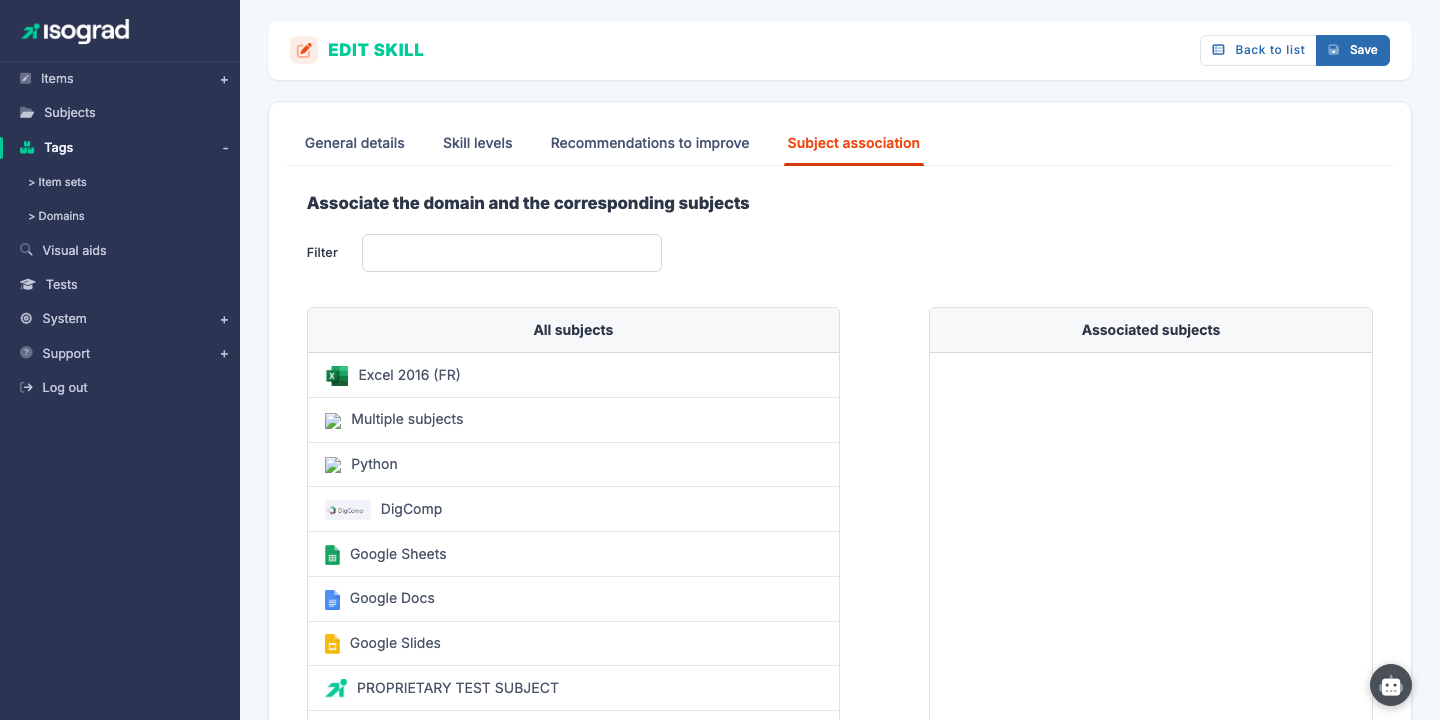 isograd
EDIT SKILL
Back to list
Save
Items +
Subjects
Tags -
> Item sets
> Domains
Visual aids
Tests
System +
Support +
Log out
General details
Skill levels
Recommendations to improve
Subject association
Associate the domain and the corresponding subjects
Filter
All subjects
Excel 2016 (FR)
Multiple subjects
Python
DigComp DigComp
Google Sheets
Google Docs
Google Slides
PROPRIETARY TEST SUBJECT
Associated subjects